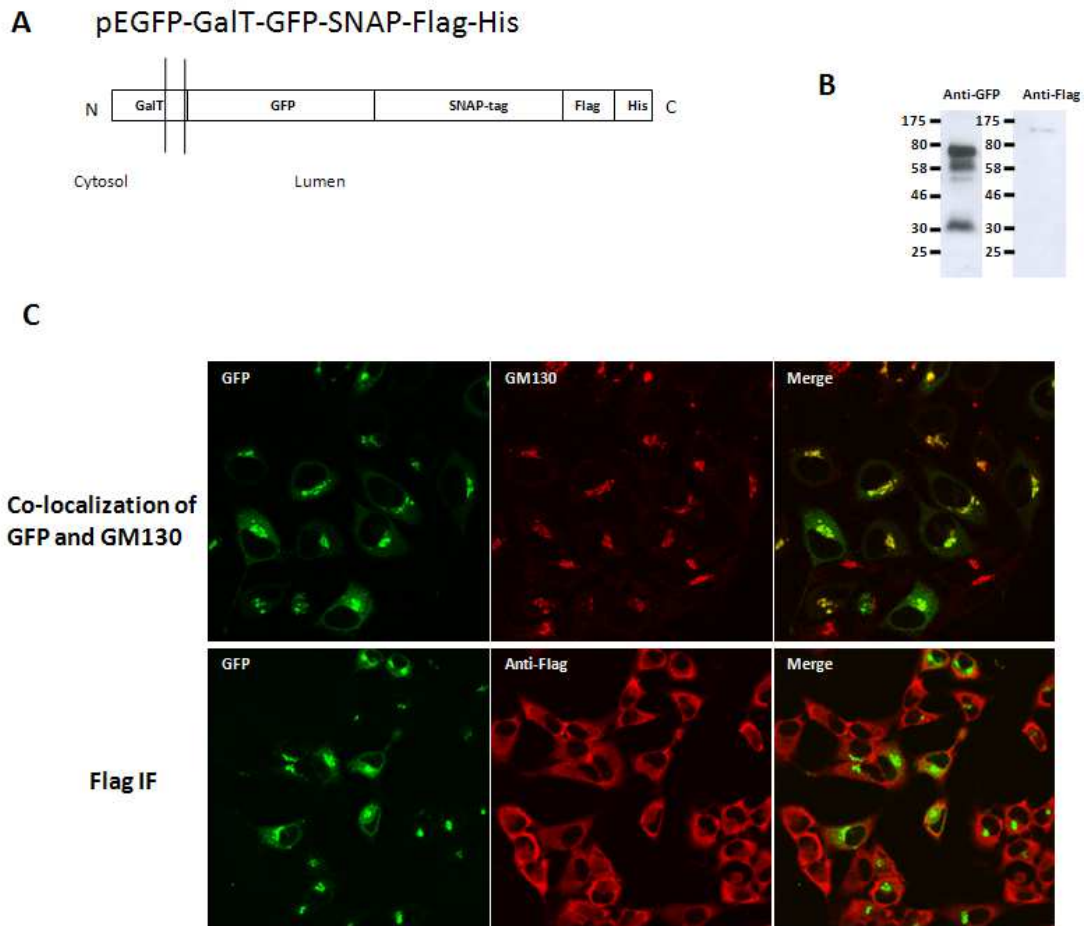 A
pEGFP-GalT-GFP-SNAP-Flag-His
N
GalT
GFP
SNAP-tag
Flag
His
C
Cytosol
Lumen
B
Anti-GFP
Anti-Flag
175
80
58
46
30
25
175
80
58
46
30
25
C
GFP
GM130
Merge
Co-localization of
GFP and GM130
GFP
Anti-Flag
Merge
Flag IF